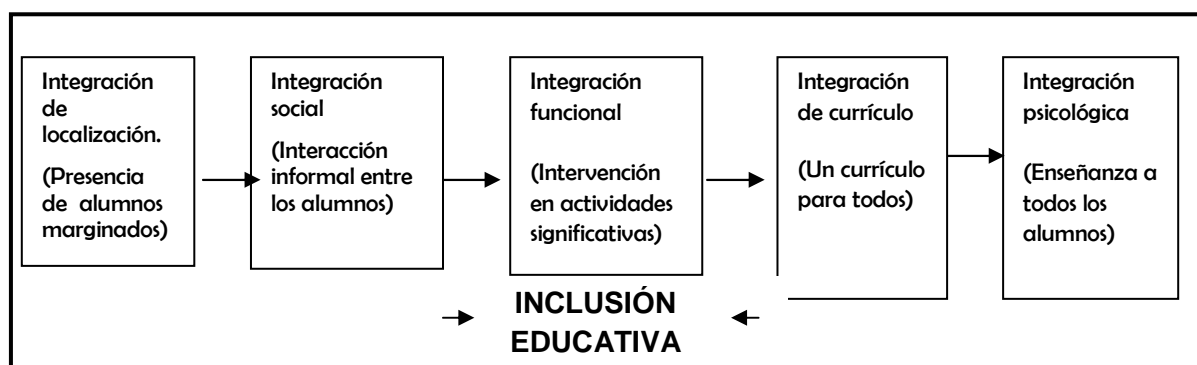 Integración
de
localización.
(Presencia
de alumnos
marginados)
Integración
social
(Interacción
informal entre
los alumnos)
Integración
funcional
(Intervención
en actividades
significativas)
Integración
de currículo
(Un currículo
para todos)
Integración
psicológica
(Enseñanza a
todos los
alumnos)
INCLUSIÓN
EDUCATIVA